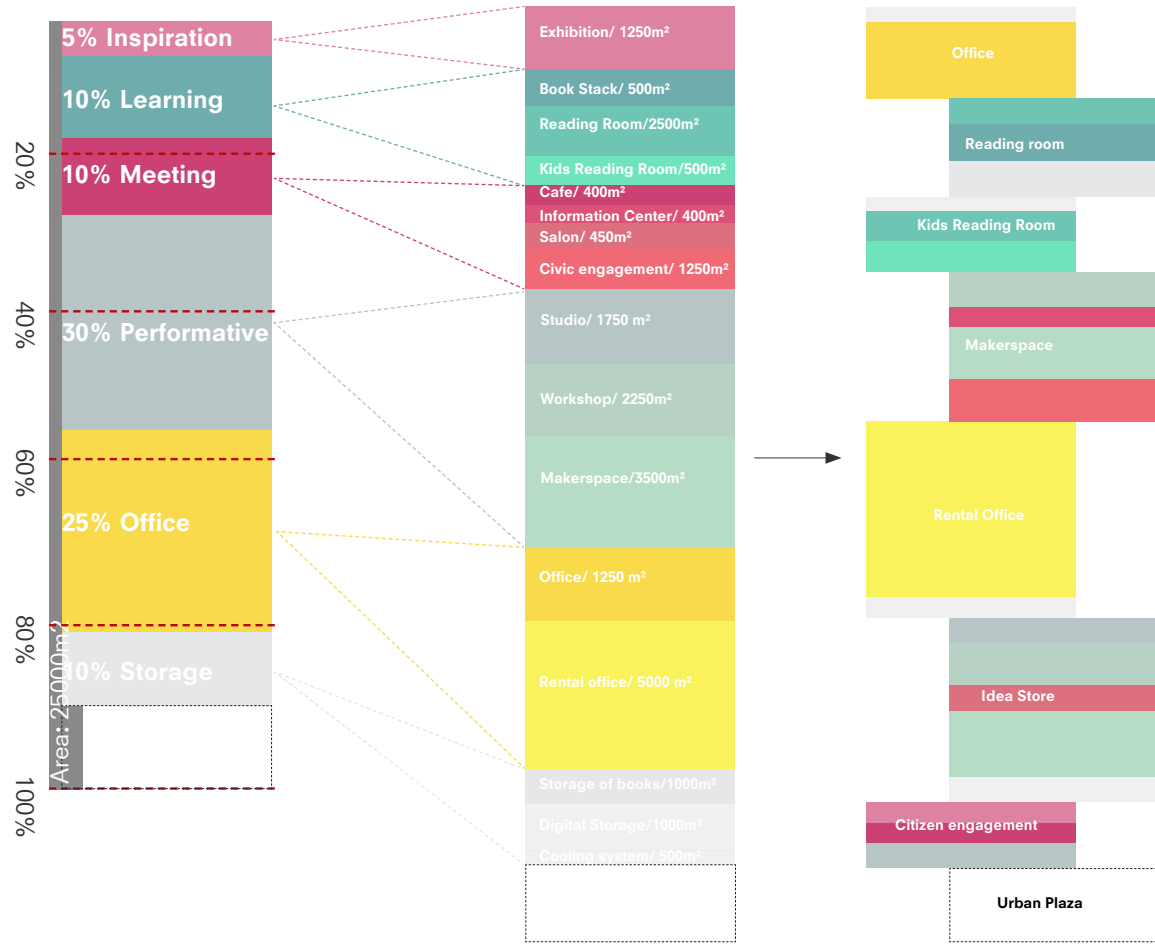 5% Inspiration
10% Learning
10% Meeting
30% Performative
25% Office
10% Storage
20%
40%
60%
80%
100%
Area: 25000m2
Exhibition/ 1250m²
Book Stack/ 500m²
Reading Room/2500m²
Kids Reading Room/500m²
Cafe/ 400m²
Information Center/ 400m²
Salon/ 450m²
Civic engagement/ 1250m²
Studio/ 1750 m²
Workshop/ 2250m²
Makerspace/3500m²
Office/ 1250 m²
Rental office/ 5000 m²
Storage of books/1000m²
Digital Storage/1000m²
Cooling system/ 500m²
Office
Reading room
Kids Reading Room
Makerspace
Rental Office
Idea Store
Citizen engagement
Urban Plaza